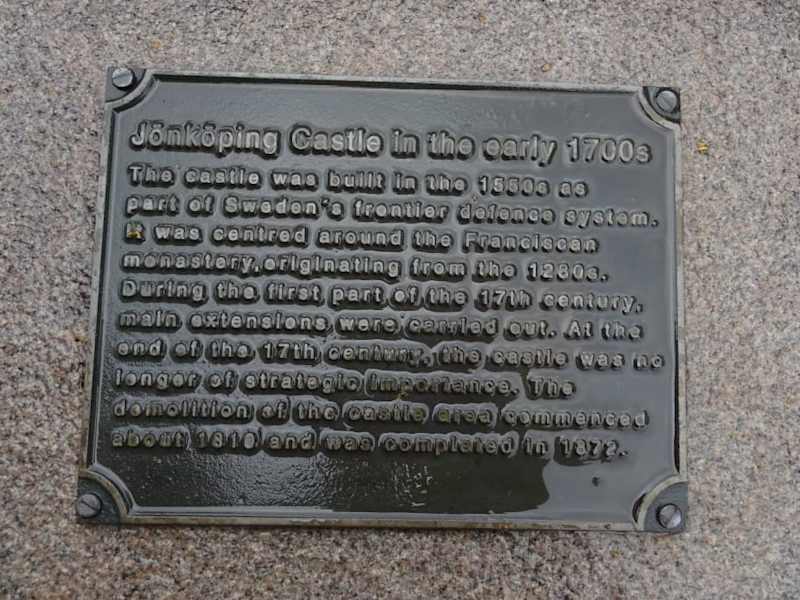 Jönköping Castle in the early 1700s
The castle was built in the 1550s as
part of Sweden's frontier defence system.
It was centred around the Franciscan
monastery,originating from the 1280s.
During the first part of the 17th century,
main extensions were carried out. At the
end of the 17th century, the castle was no
longer of strategic importance. The
demolition of the castle area commenced
about 1810 and was completed in 1872.